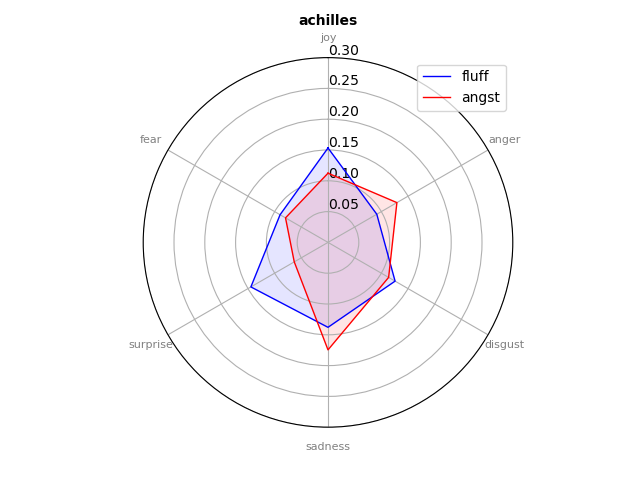 achilles
joy
0.30
0.25
0.20
0.15
0.10
0.05
fluff
angst
fear
anger
surprise
disgust
sadness